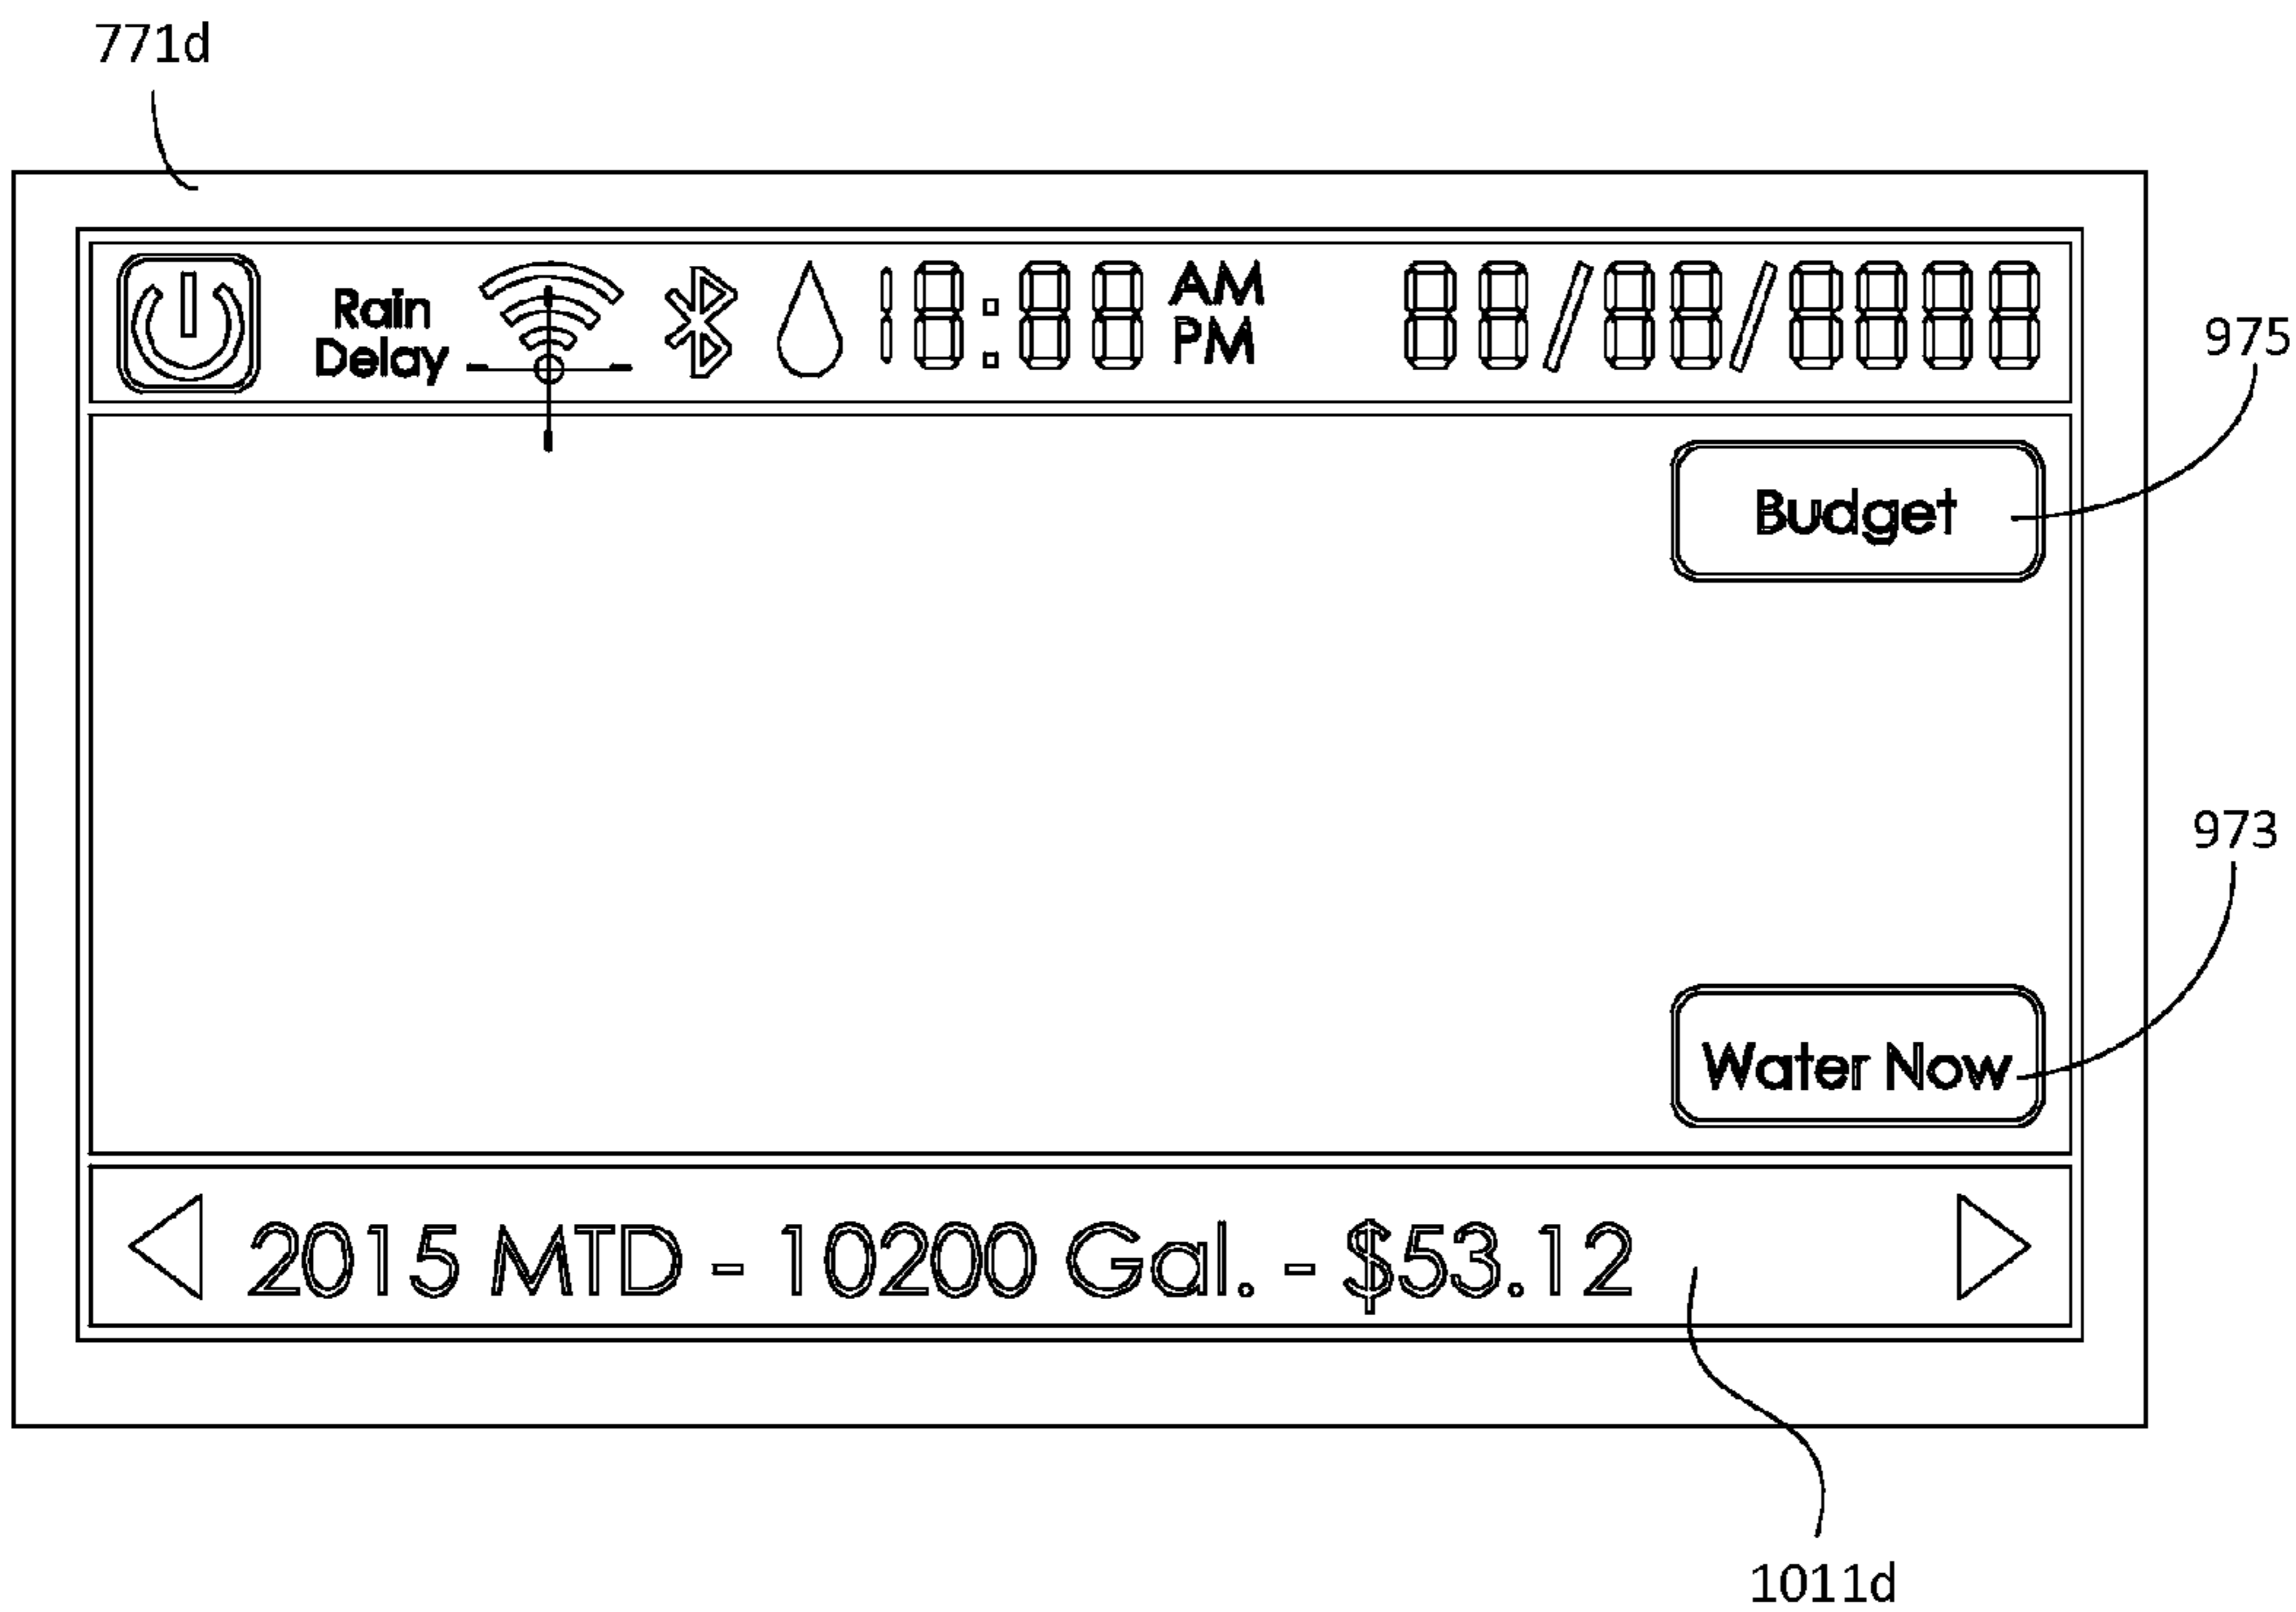 771d
Rain
Delay
18:88
AM
PM
88/88/8888
975
Budget
973
Water Now
2015 MTD - 10200 Gal. - $53.12
1011d